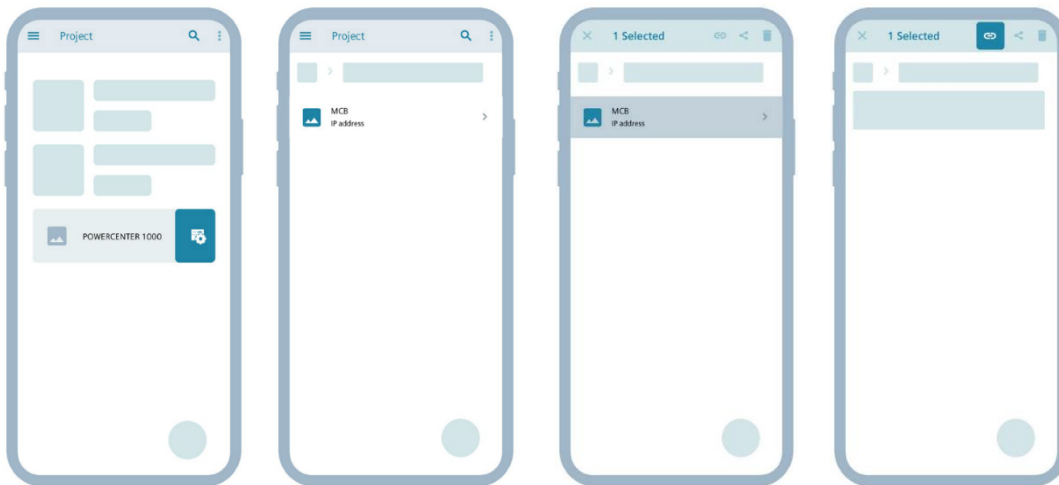 Project
POWERCENTER 1000
Project
MCB
IP address
1 Selected
MCB
IP address
1 Selected